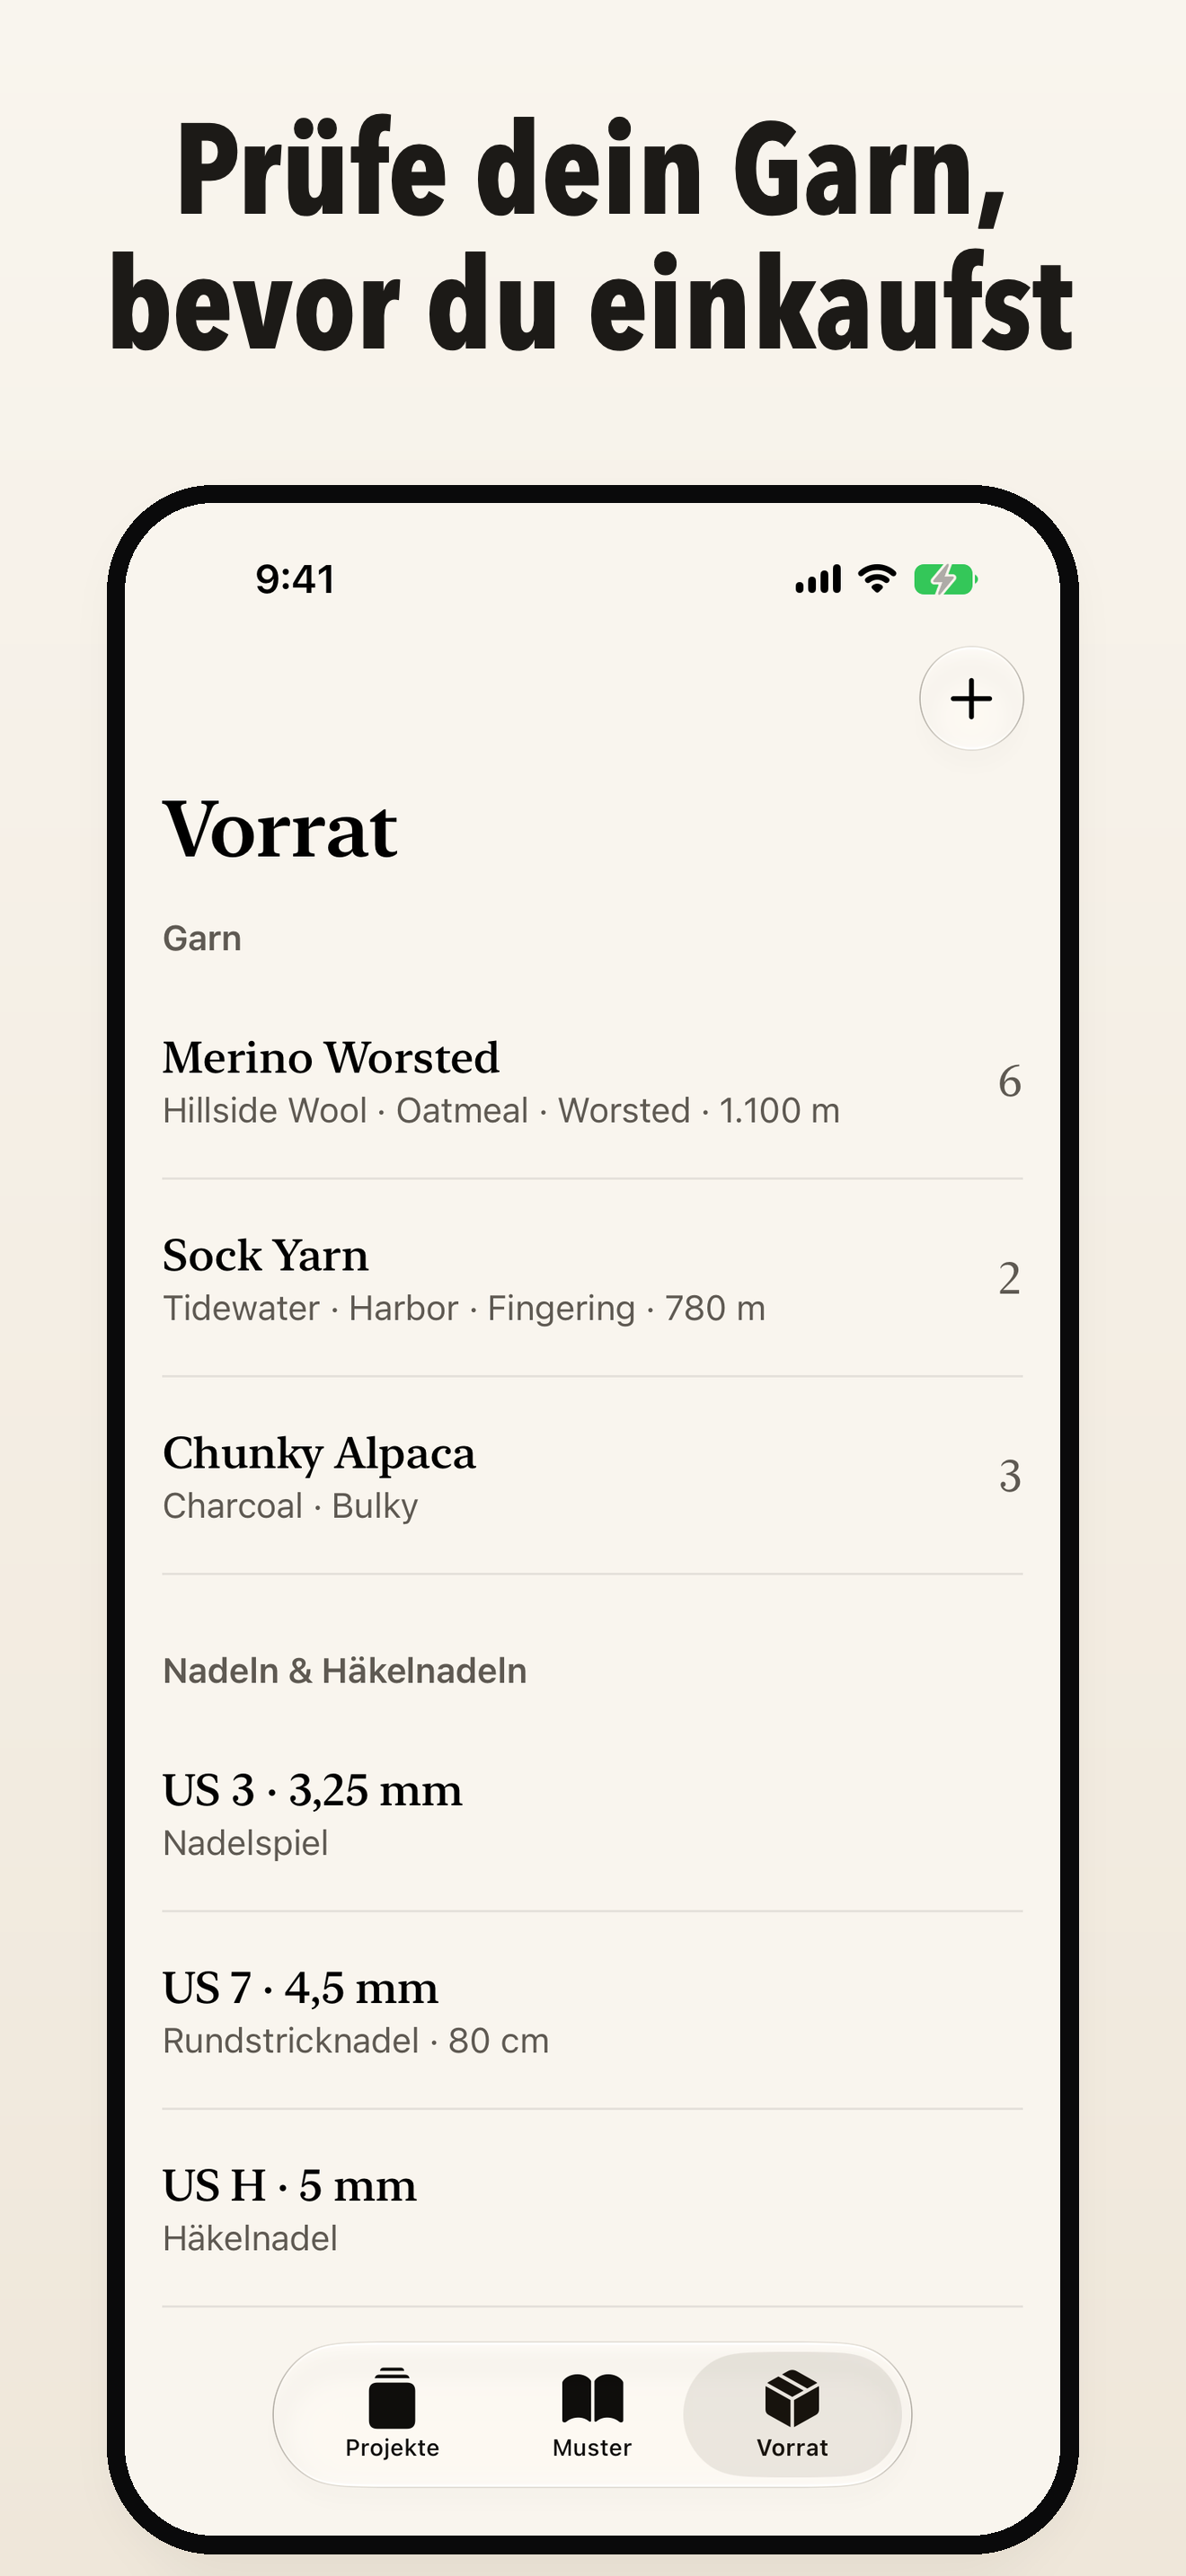 Prüfe dein Garn,
bevor du einkaufst
9:41
Vorrat
Garn
Merino Worsted
Hillside Wool · Oatmeal · Worsted · 1.100 m
6
Sock Yarn
Tidewater · Harbor · Fingering · 780 m
2
Chunky Alpaca
Charcoal · Bulky
3
Nadeln & Häkelnadeln
US 3 · 3,25 mm
Nadelspiel
US 7 · 4,5 mm
Rundstricknadel · 80 cm
US H · 5 mm
Häkelnadel
Projekte
Muster
Vorrat